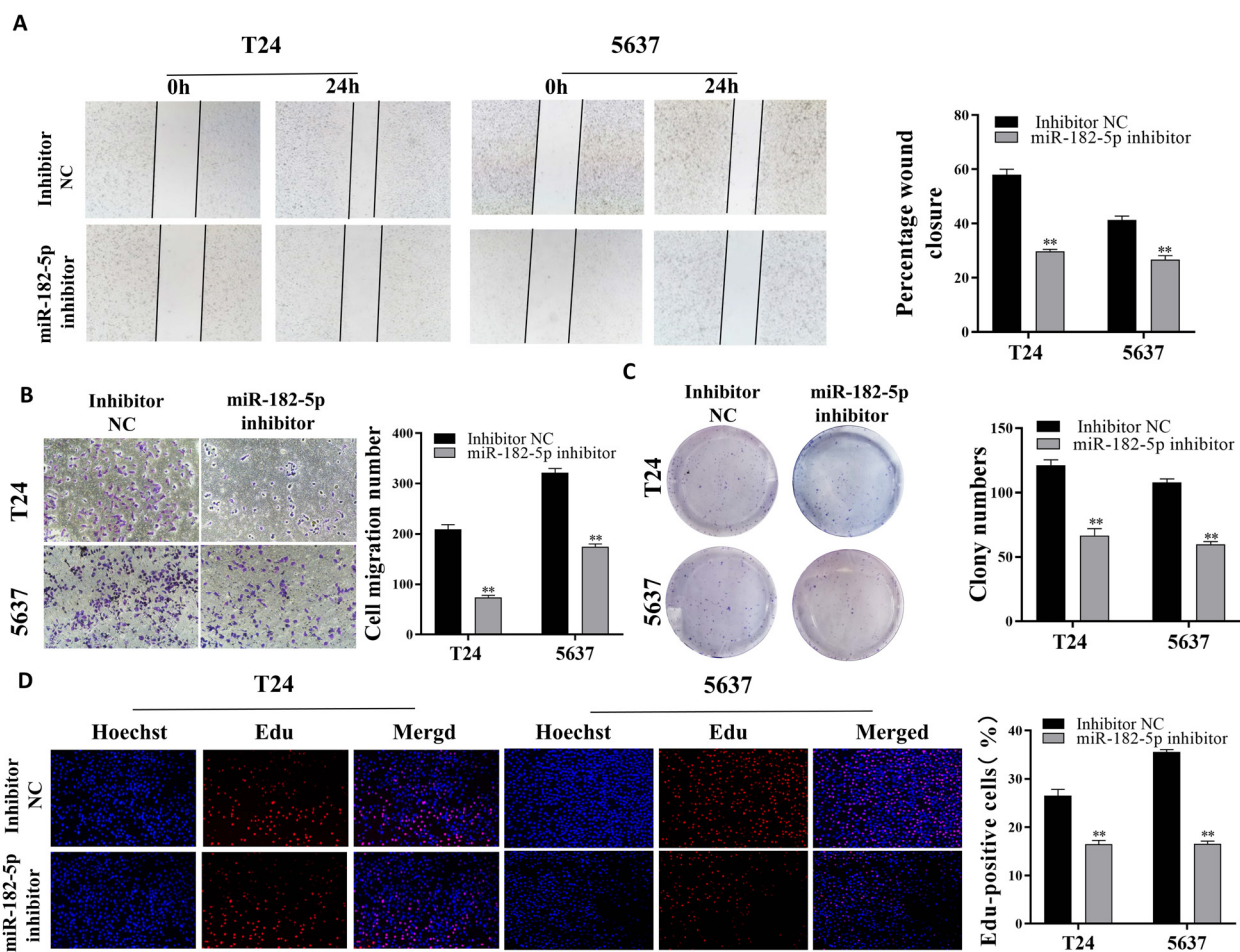 A
T24
5637
0h
24h
0h
24h
Inhibitor
NC
miR-182-5p
inhibitor
80
60
40
20
0
Percentage wound
closure
Inhibitor NC
miR-182-5p inhibitor
**
**
T24
5637
B
Inhibitor
NC
miR-182-5p
inhibitor
T24
5637
400
300
200
100
0
Cell migration number
Inhibitor NC
miR-182-5p inhibitor
**
**
T24
5637
C
Inhibitor
NC
miR-182-5p
inhibitor
T24
5637
150
100
50
0
Clony numbers
Inhibitor NC
miR-182-5p inhibitor
**
**
T24
5637
D
T24
5637
Hoechst
Edu
Mergd
Hoechst
Edu
Merged
Inhibitor
NC
miR-182-5p
inhibitor
40
30
20
10
0
Edu-positive cells( %)
Inhibitor NC
miR-182-5p inhibitor
**
**
T24
5637